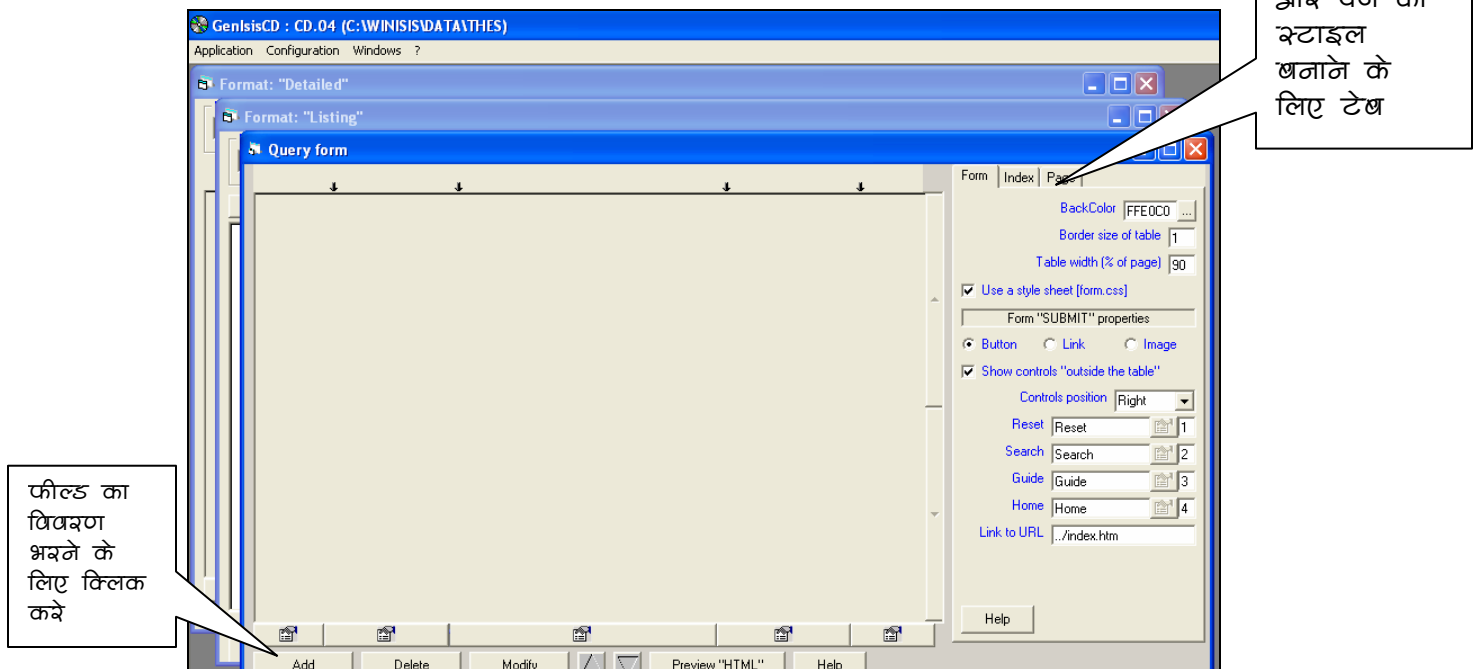 और पेज का
स्टाइल
बनाने के
लिए टेब
GenIsisCD : CD.04 (C:\WINISIS\DATA\THES)
Application Configuration Windows ?
Format: "Detailed"
Format: "Listing"
Query form
Form Index Page
BackColor FFE0C0 ...
Border size of table 1
Table width (% of page) 90
Use a style sheet [form.css]
Form "SUBMIT" properties
Button Link Image
Show controls "outside the table"
Controls position Right
Reset Reset 1
Search Search 2
Guide Guide 3
Home Home 4
Link to URL ../index.htm
Help
फील्ड का
विवरण
भरने के
लिए क्लिक
करे
Add Delete Modify Preview "HTML" Help